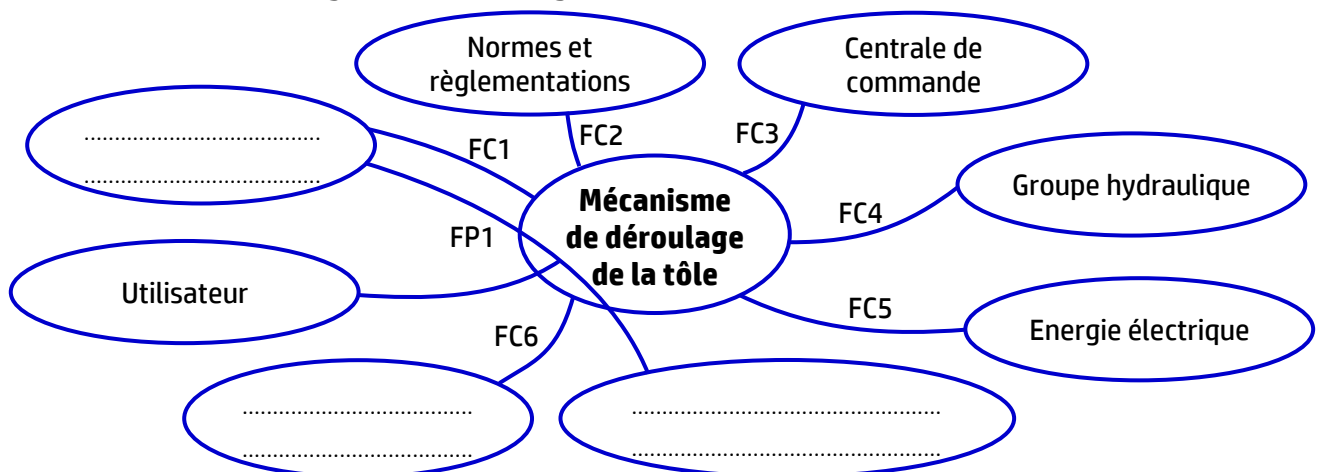 Normes et
règlementations
Centrale de
commande
....................................
....................................
FC1
FC2
FC3
Mécanisme
de déroulage
de la tôle
Groupe hydraulique
FC4
FP1
Utilisateur
FC5
Energie électrique
FC6
....................................
....................................
................................................
................................................